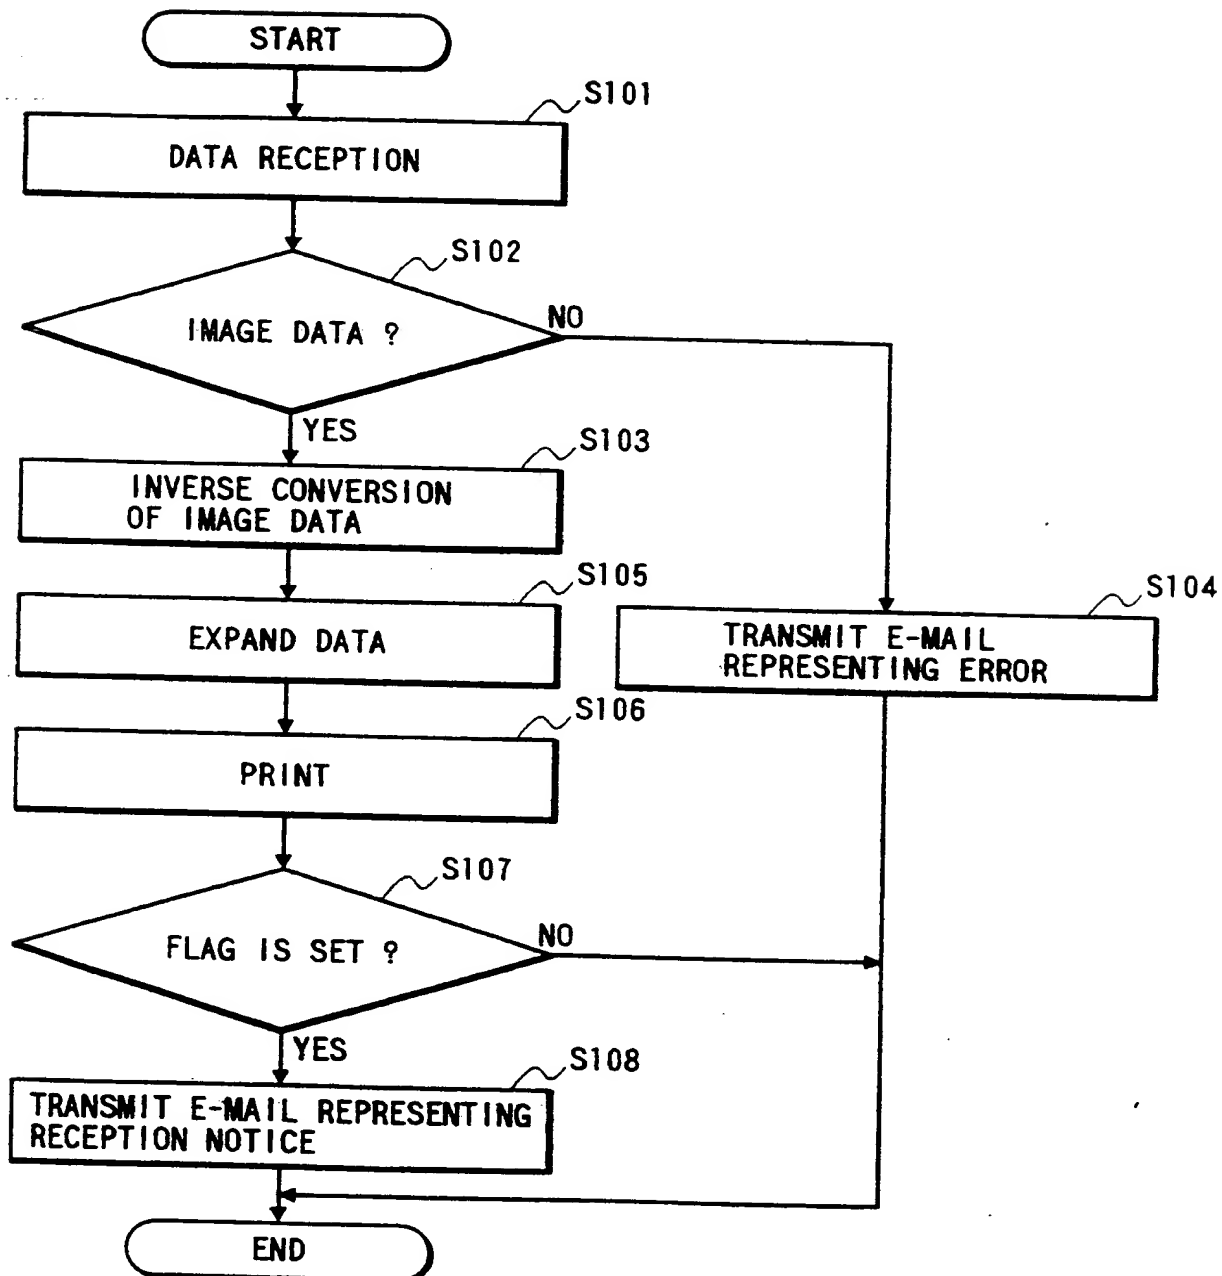 START
S101
DATA RECEPTION
S102
IMAGE DATA ?
NO
YES
S103
INVERSE CONVERSION
OF IMAGE DATA
S105
EXPAND DATA
S104
TRANSMIT E-MAIL
REPRESENTING ERROR
S106
PRINT
S107
FLAG IS SET ?
NO
YES
S108
TRANSMIT E-MAIL REPRESENTING
RECEPTION NOTICE
END